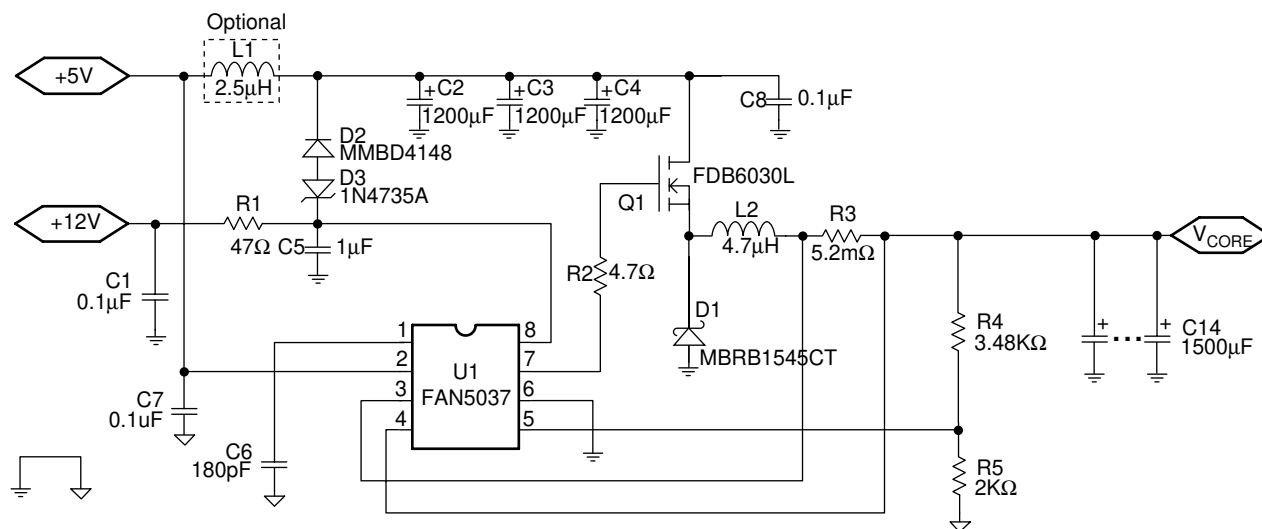 Optional
L1
+5V
2.5µH
+C2
1200µF
+C3
1200µF
+C4
1200µF
C8
0.1µF
D2
MMBD4148
D3
1N4735A
FDB6030L
Q1
+12V
R1
47Ω
C5
1µF
L2
4.7µH
R3
5.2mΩ
VCORE
R2
4.7Ω
C1
0.1µF
D1
MBRB1545CT
R4
3.48KΩ
+
...
+
C14
1500µF
1
2
3
4
U1
FAN5037
8
7
6
5
C7
0.1uF
C6
180pF
R5
2KΩ